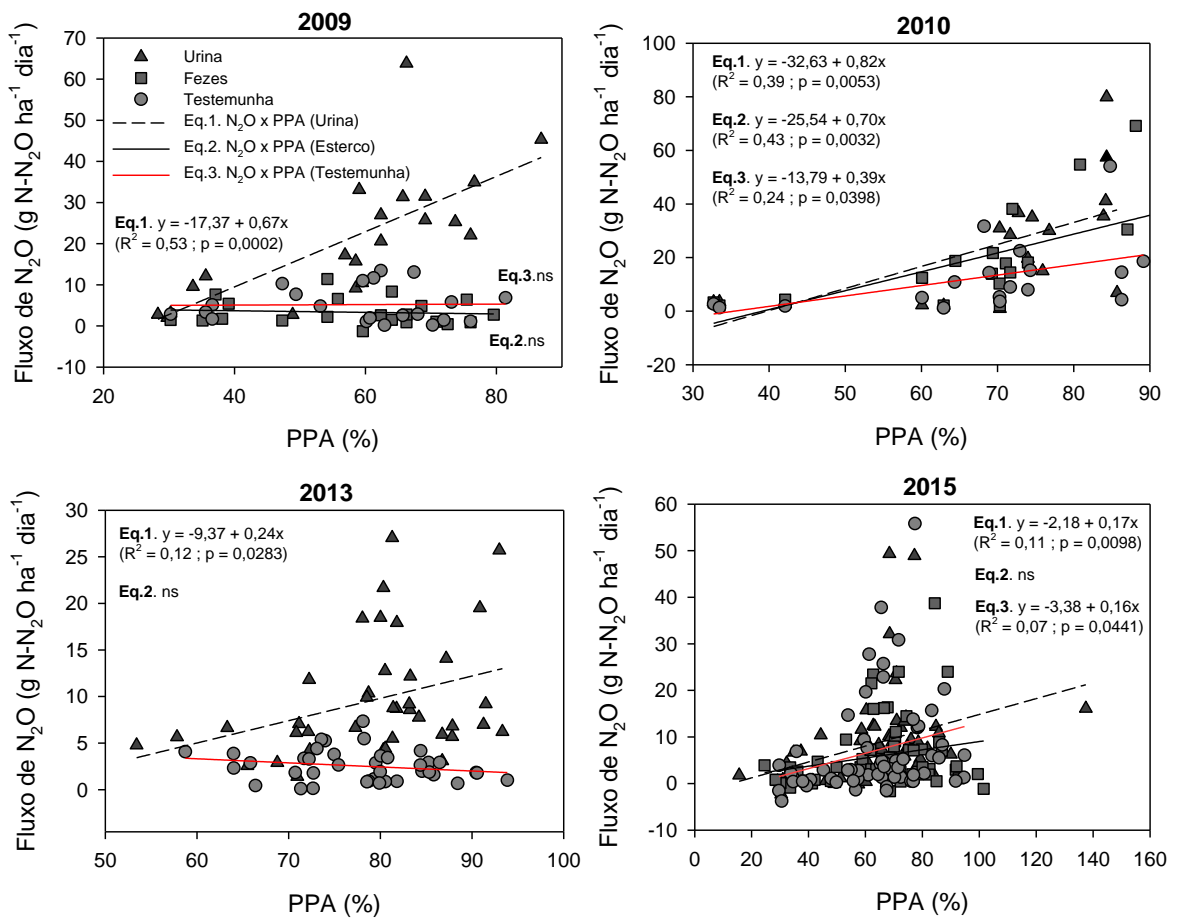 2009
Fluxo de N₂O (g N-N₂O ha⁻¹ dia⁻¹)
70
60
50
40
30
20
10
0
-10
Urina
Fezes
Testemunha
Eq.1. N₂O x PPA (Urina)
Eq.2. N₂O x PPA (Esterco)
Eq.3. N₂O x PPA (Testemunha)
Eq.1. y = -17,37 + 0,67x
(R² = 0,53 ; p = 0,0002)
Eq.3.ns
Eq.2.ns
20 40 60 80
PPA (%)
2010
Fluxo de N₂O (g N-N₂O ha⁻¹ dia⁻¹)
100
80
60
40
20
0
-20
Eq.1. y = -32,63 + 0,82x
(R² = 0,39 ; p = 0,0053)
Eq.2. y = -25,54 + 0,70x
(R² = 0,43 ; p = 0,0032)
Eq.3. y = -13,79 + 0,39x
(R² = 0,24 ; p = 0,0398)
30 40 50 60 70 80 90
PPA (%)
2013
Fluxo de N₂O (g N-N₂O ha⁻¹ dia⁻¹)
30
25
20
15
10
5
0
Eq.1. y = -9,37 + 0,24x
(R² = 0,12 ; p = 0,0283)
Eq.2. ns
50 60 70 80 90 100
PPA (%)
2015
Fluxo de N₂O (g N-N₂O ha⁻¹ dia⁻¹)
60
50
40
30
20
10
0
-10
Eq.1. y = -2,18 + 0,17x
(R² = 0,11 ; p = 0,0098)
Eq.2. ns
Eq.3. y = -3,38 + 0,16x
(R² = 0,07 ; p = 0,0441)
0 20 40 60 80 100 120 140 160
PPA (%)